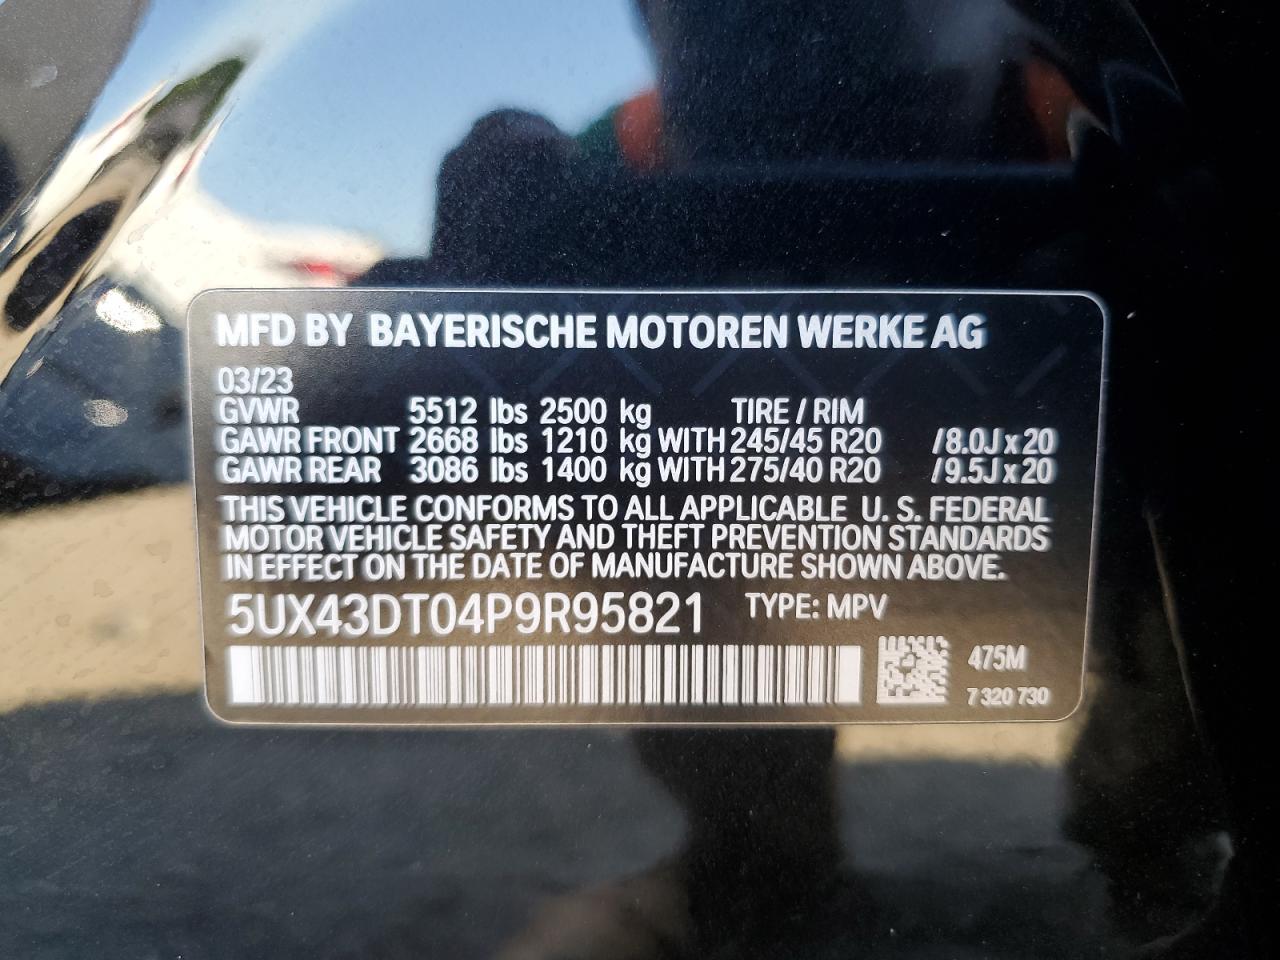 MFD BY BAYERISCHE MOTOREN WERKE AG
03/23
GVWR 5512 lbs 2500 kg TIRE / RIM
GAWR FRONT 2668 lbs 1210 kg WITH 245/45 R20 /8.0J x 20
GAWR REAR 3086 lbs 1400 kg WITH 275/40 R20 /9.5J x 20
THIS VEHICLE CONFORMS TO ALL APPLICABLE U. S. FEDERAL
MOTOR VEHICLE SAFETY AND THEFT PREVENTION STANDARDS
IN EFFECT ON THE DATE OF MANUFACTURE SHOWN ABOVE.
5UX43DT04P9R95821 TYPE: MPV
475M
7 320 730